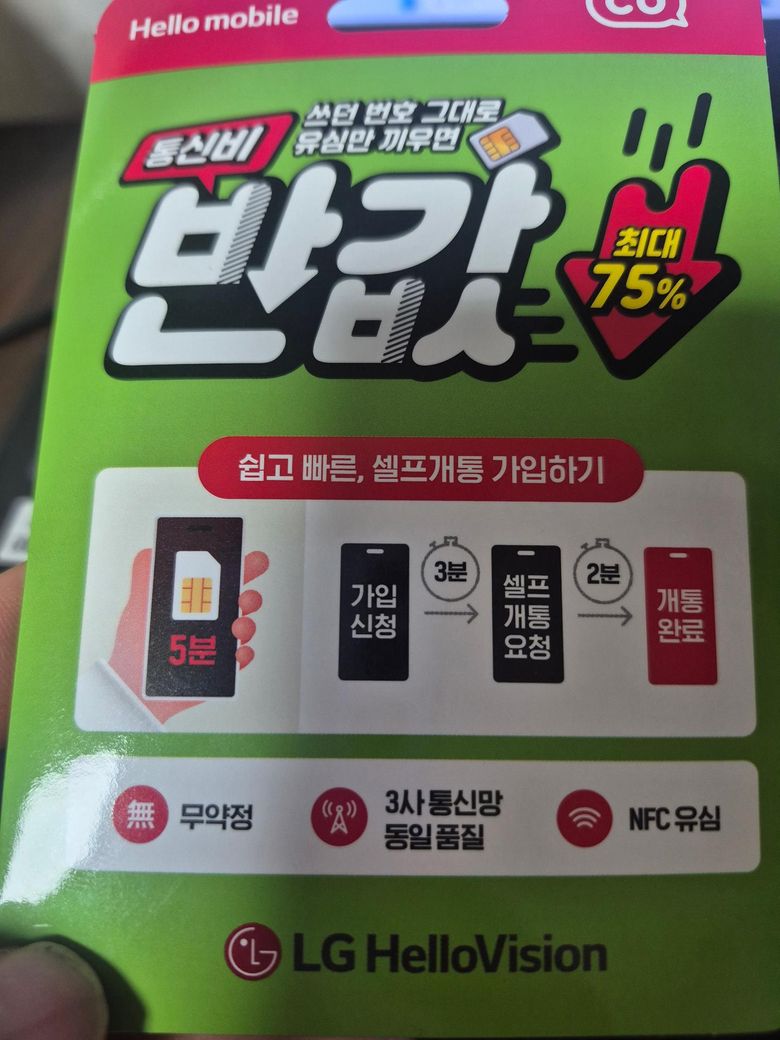 Hello mobile
CU
쓰던 번호 그대로
유심만 끼우면
통신비
반값
최대
75%
쉽고 빠른, 셀프개통 가입하기
5분
가입
신청
3분
셀프
개통
요청
2분
개통
완료
無 무약정
3사 통신망
동일 품질
NFC 유심
LG HelloVision